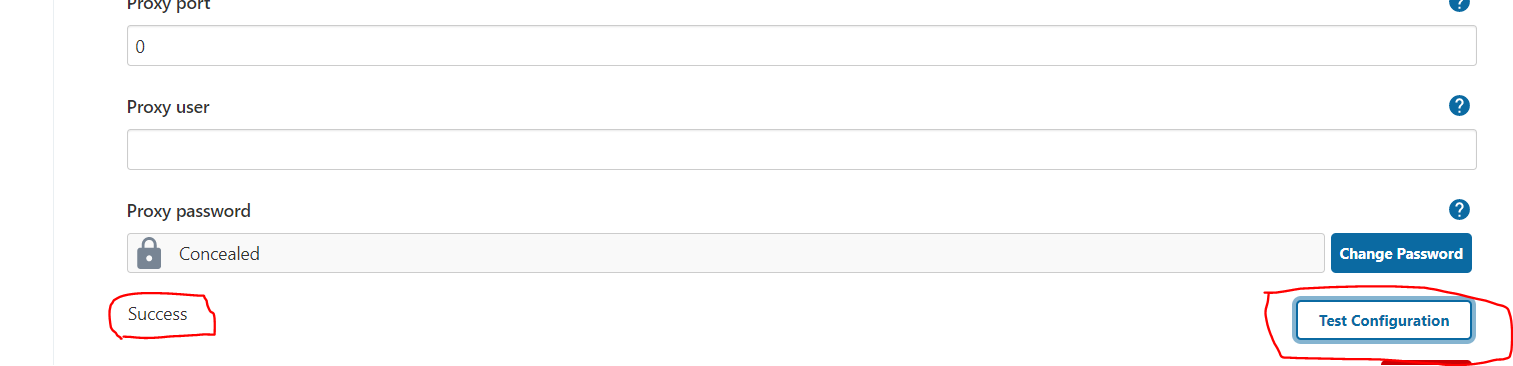 Proxy port
?
0
Proxy user
?
Proxy password
?
Concealed
Change Password
Success
Test Configuration